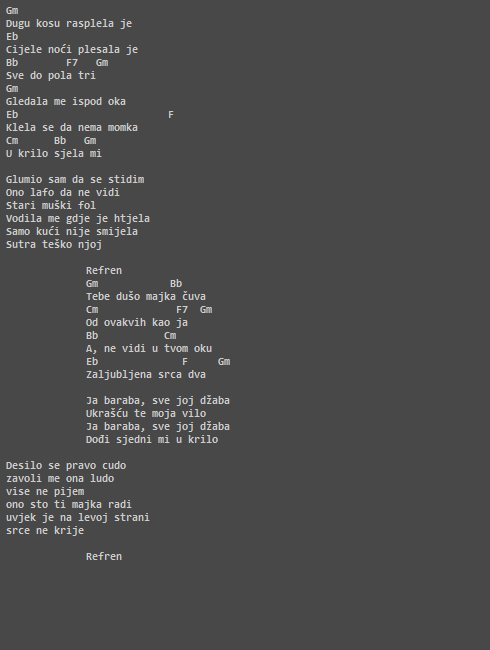 Gm
Dugu kosu rasplela je
Eb
Cijele noći plesala je
Bb        F7   Gm
Sve do pola tri
Gm
Gledala me ispod oka
Eb                         F
Klela se da nema momka
Cm      Bb   Gm
U krilo sjela mi

Glumio sam da se stidim
Ono lafo da ne vidi
Stari muški fol
Vodila me gdje je htjela
Samo kući nije smijela
Sutra teško njoj

Refren
Gm            Bb
Tebe dušo majka čuva
Cm             F7  Gm
Od ovakvih kao ja
Bb           Cm
A, ne vidi u tvom oku
Eb              F     Gm
Zaljubljena srca dva

Ja baraba, sve joj džaba
Ukrašću te moja vilo
Ja baraba, sve joj džaba
Dođi sjedni mi u krilo

Desilo se pravo cudo
zavoli me ona ludo
vise ne pijem
ono sto ti majka radi
uvjek je na levoj strani
srce ne krije

Refren